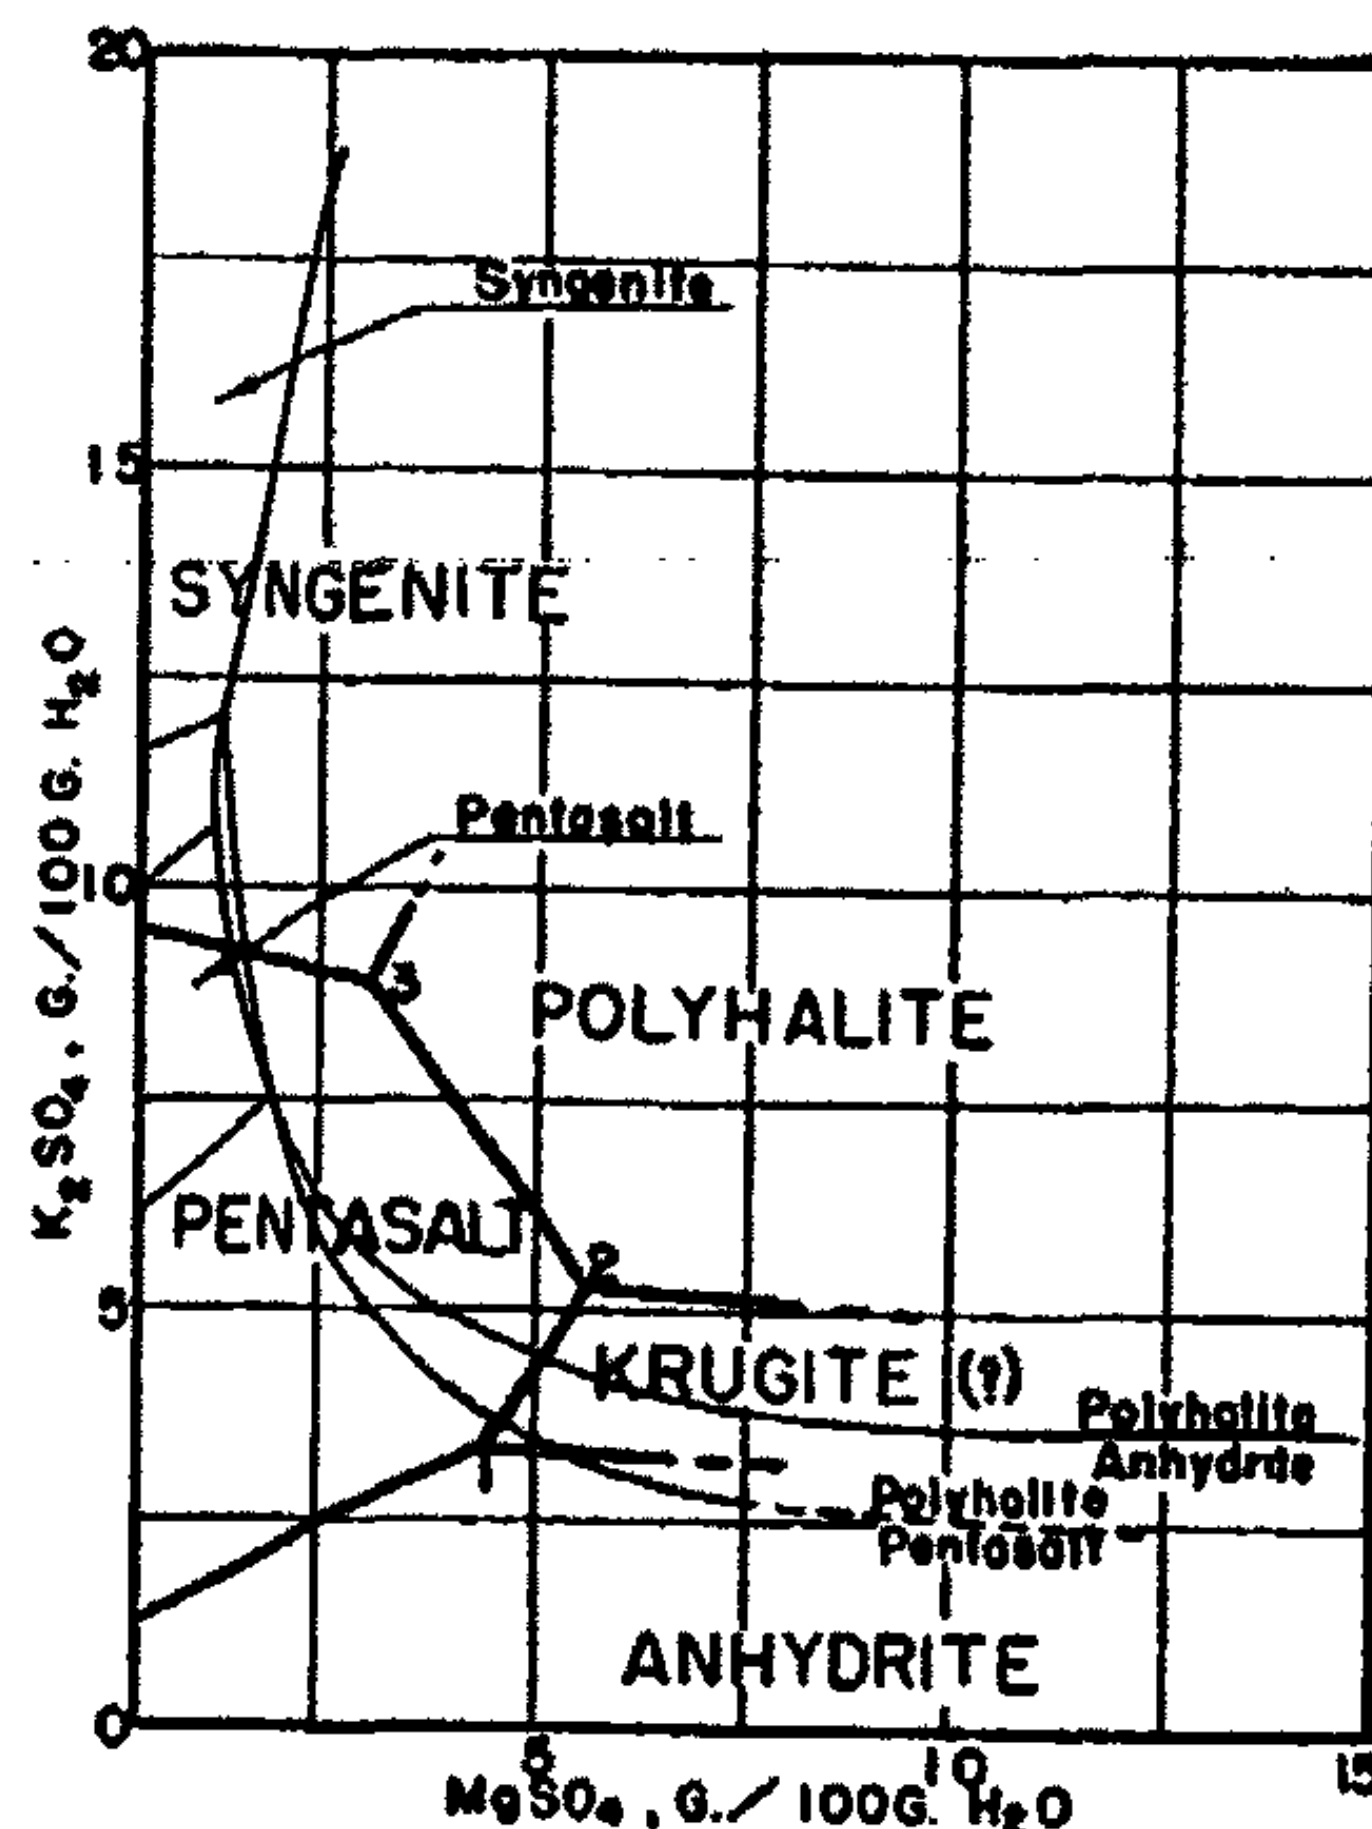 20
Syngenite
15
SYNGENITE
K₂SO₄, G./100G. H₂O
Pentasalt
10
3
POLYHALITE
PENTASALT
2
5
KRUGITE (?)
Polyhalite
Anhydrite
1
Polyhalite
Pentasalt
ANHYDRITE
0
5
10
15
MgSO₄, G./100G. H₂O